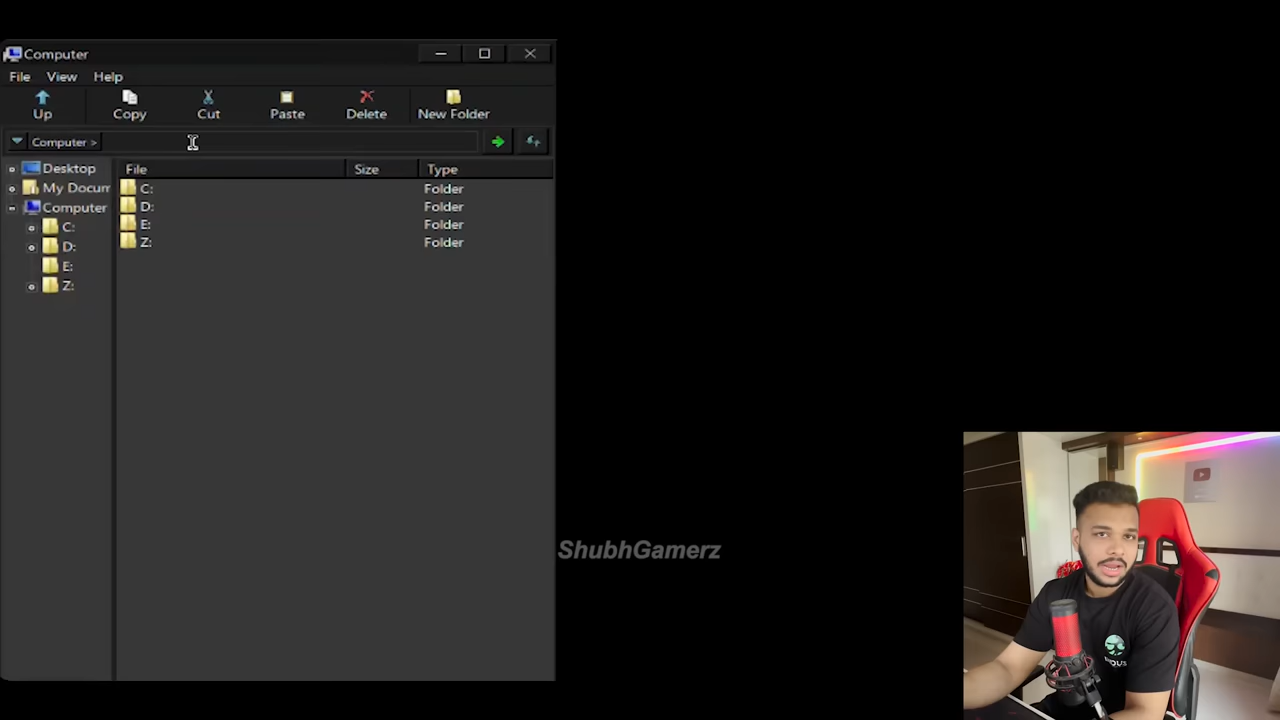 Computer
File View Help
Up Copy Cut Paste Delete New Folder
Computer >
Desktop
My Docum
Computer
C:
D:
E:
Z:
File Size Type
C: Folder
D: Folder
E: Folder
Z: Folder
ShubhGamerz